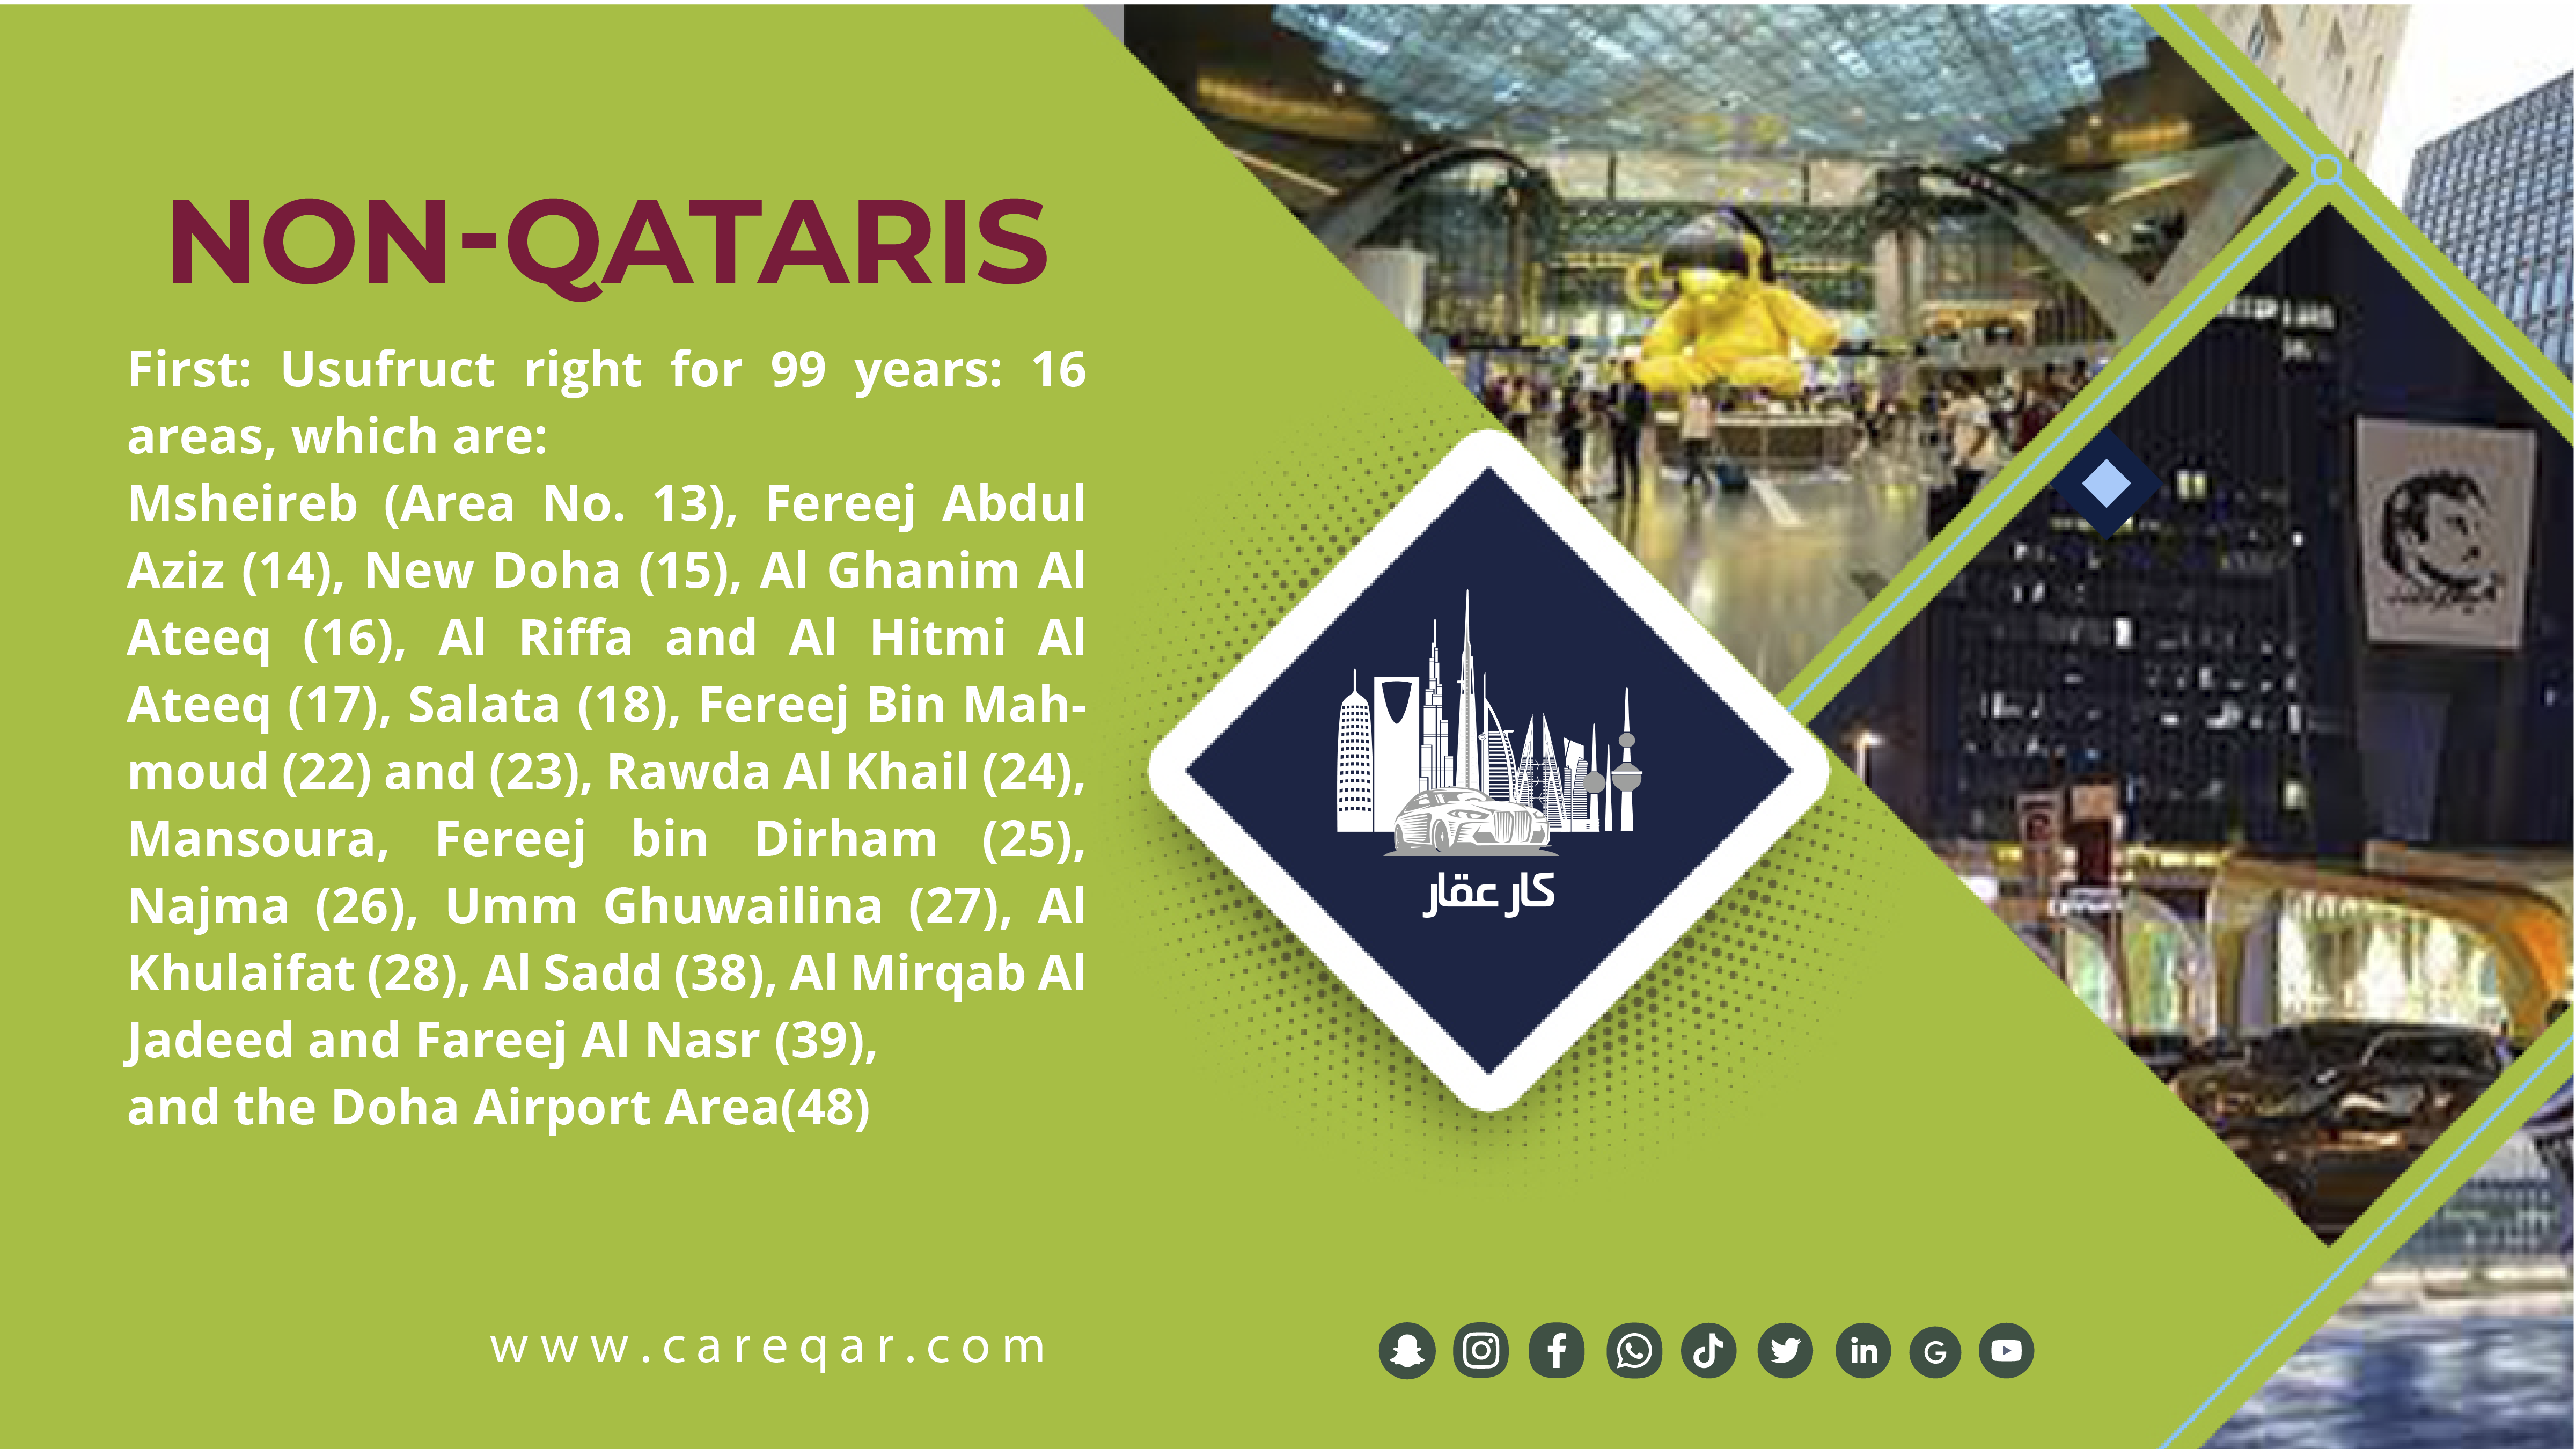 NON-QATARIS
First: Usufruct right for 99 years: 16
areas, which are:
Msheireb (Area No. 13), Fereej Abdul
Aziz (14), New Doha (15), Al Ghanim Al
Ateeq (16), Al Riffa and Al Hitmi Al
Ateeq (17), Salata (18), Fereej Bin Mah-
moud (22) and (23), Rawda Al Khail (24),
Mansoura, Fereej bin Dirham (25),
Najma (26), Umm Ghuwailina (27), Al
Khulaifat (28), Al Sadd (38), Al Mirqab Al
Jadeed and Fareej Al Nasr (39),
and the Doha Airport Area(48)
كار عقار
www.careqar.com